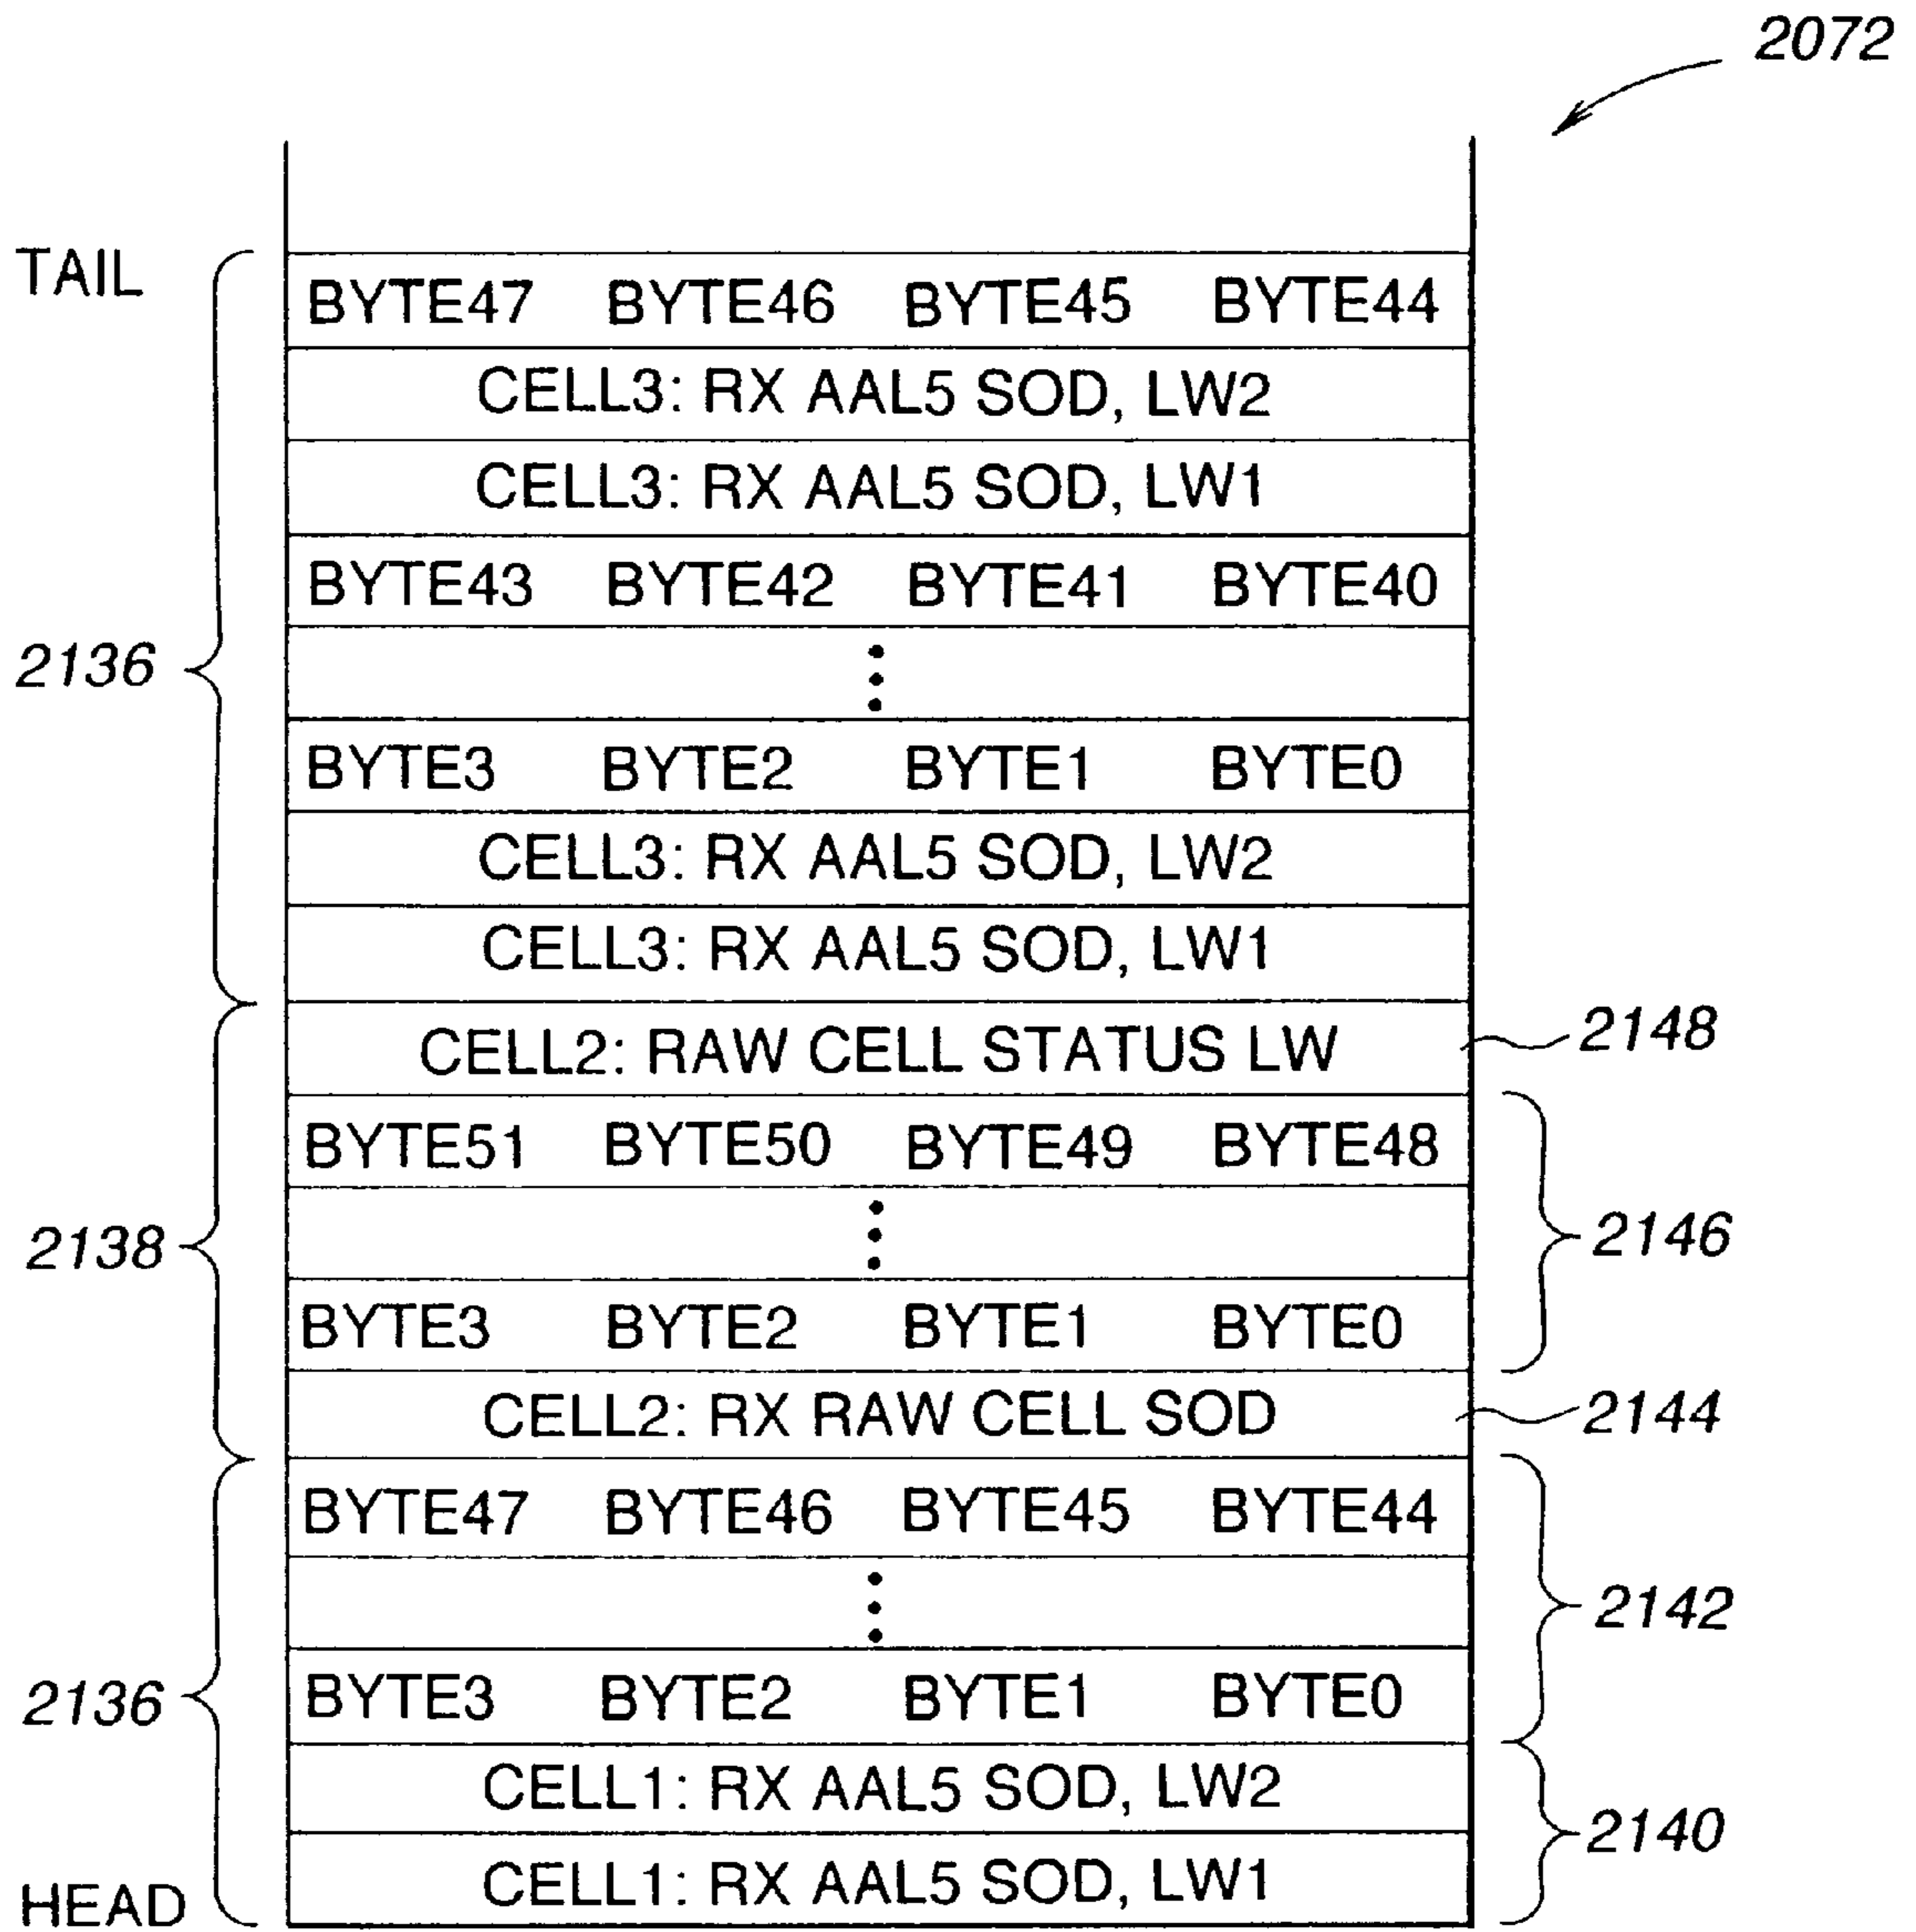 2072
TAIL
BYTE47 BYTE46 BYTE45 BYTE44
CELL3: RX AAL5 SOD, LW2
CELL3: RX AAL5 SOD, LW1
BYTE43 BYTE42 BYTE41 BYTE40
2136
BYTE3 BYTE2 BYTE1 BYTE0
CELL3: RX AAL5 SOD, LW2
CELL3: RX AAL5 SOD, LW1
CELL2: RAW CELL STATUS LW 2148
BYTE51 BYTE50 BYTE49 BYTE48
2138 2146
BYTE3 BYTE2 BYTE1 BYTE0
CELL2: RX RAW CELL SOD 2144
BYTE47 BYTE46 BYTE45 BYTE44
2142
2136 BYTE3 BYTE2 BYTE1 BYTE0
CELL1: RX AAL5 SOD, LW2
2140
HEAD CELL1: RX AAL5 SOD, LW1